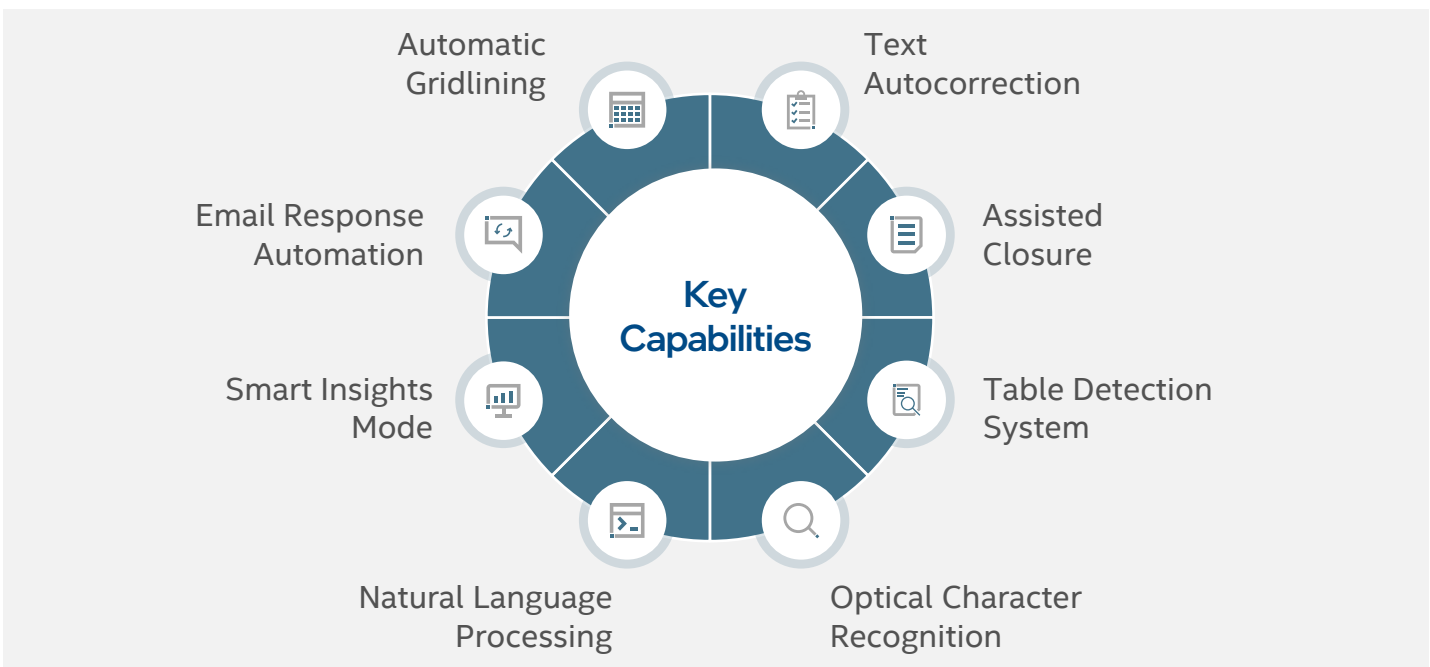 Automatic
Gridlining
Text
Autocorrection
Email Response
Automation
Assisted
Closure
Key
Capabilities
Smart Insights
Mode
Table Detection
System
Natural Language
Processing
Optical Character
Recognition